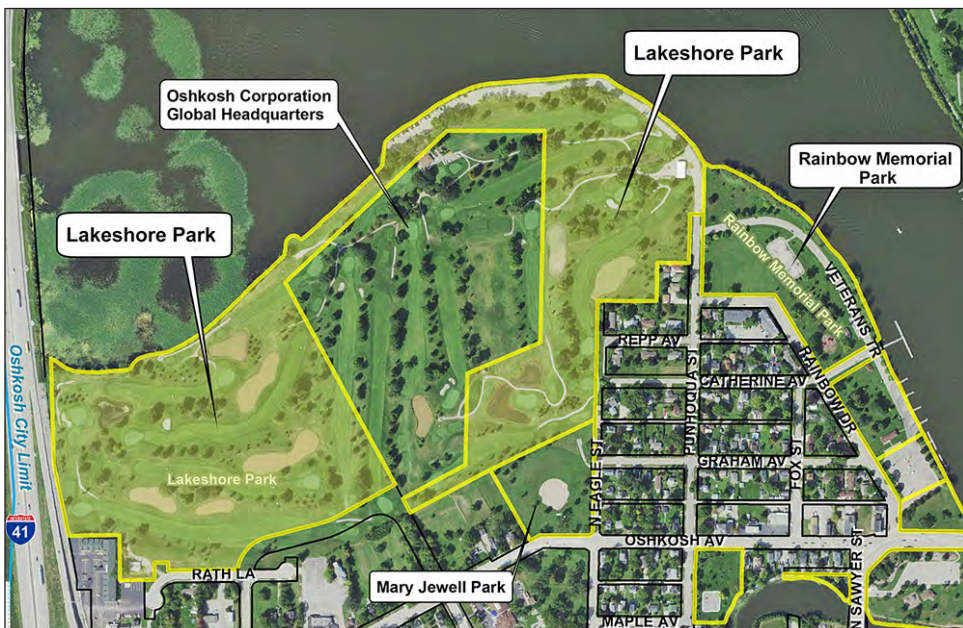 Lakeshore Park
Oshkosh Corporation
Global Headquarters
Rainbow Memorial
Park
Lakeshore Park
Rainbow Memorial Park
VETERANS TR
REPP AV
RAINBOW DR
CATHERINE AV
PUNHOQUA ST
Oshkosh City Limit
GRAHAM AV
FOX ST
Lakeshore Park
N EAGLE ST
41
OSHKOSH AV
N SAWYER ST
RATH LA
Mary Jewell Park
MAPLE AV